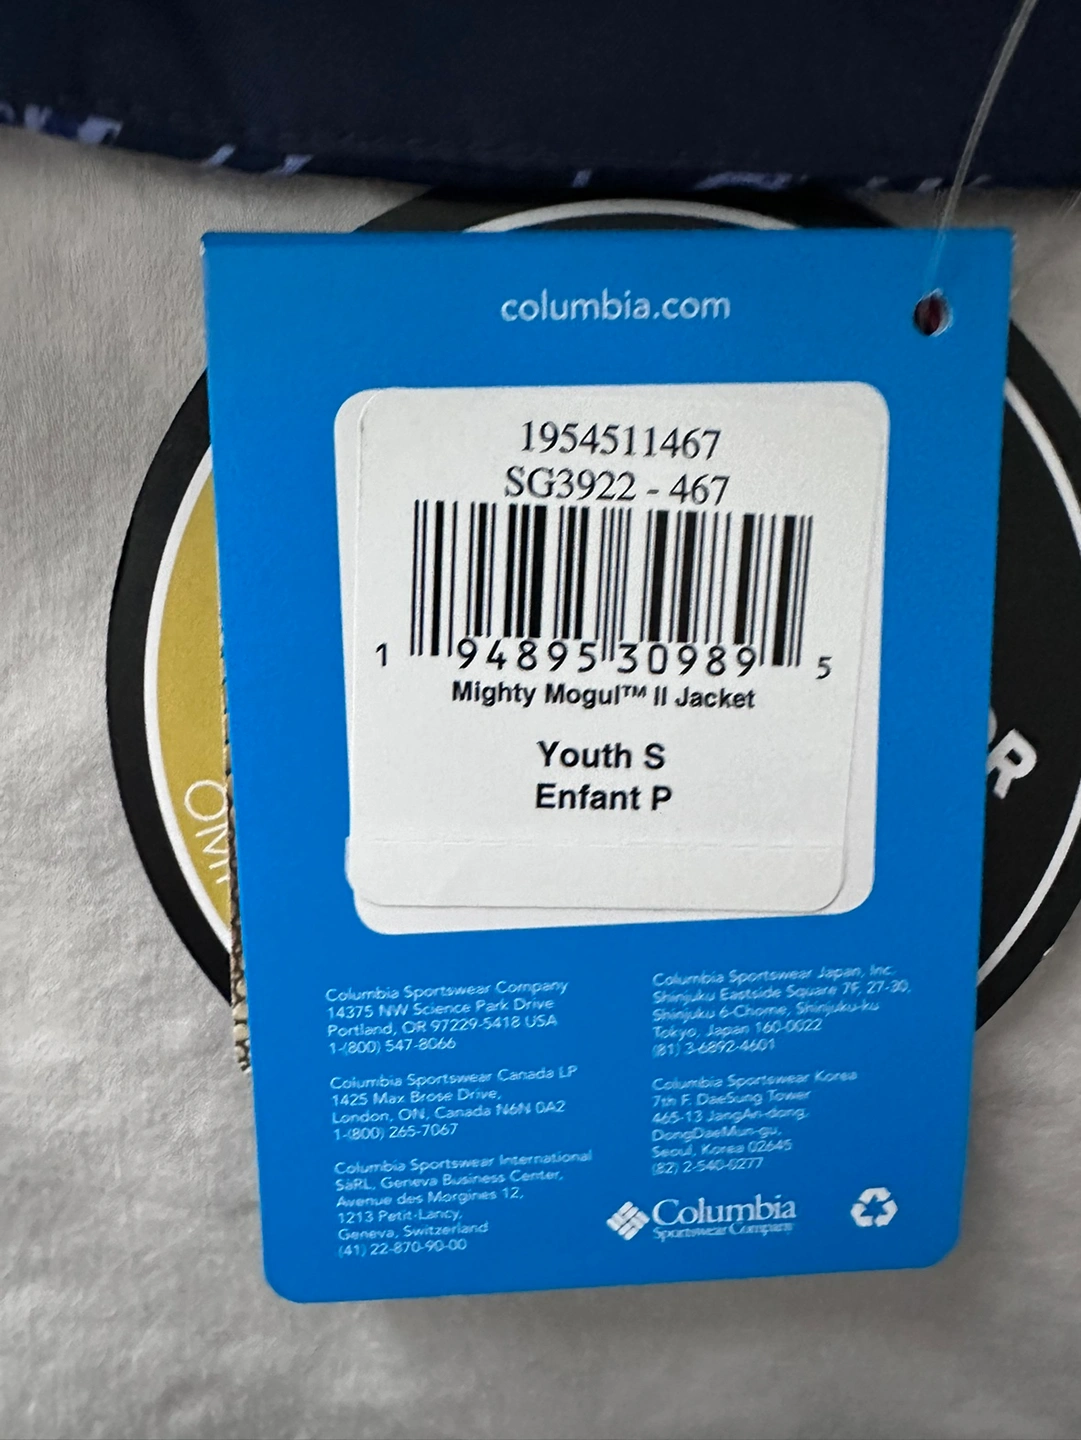 columbia.com
1954511467
SG3922 - 467
1 94895 30989 5
Mighty Mogul™ II Jacket
Youth S
Enfant P
Columbia Sportswear Company
14375 NW Science Park Drive
Portland, OR 97229-5418 USA
1-(800) 547-8066
Columbia Sportswear Canada LP
1425 Max Brose Drive,
London, ON, Canada N6N 0A2
1-(800) 265-7067
Columbia Sportswear International
SàRL, Geneva Business Center,
Avenue des Morgines 12,
1213 Petit-Lancy,
Geneva, Switzerland
(41) 22-870-90-00
Columbia Sportswear Japan, Inc.
Shinjuku Eastside Square 7F, 27-30,
Shinjuku 6-Chome, Shinjuku-ku
Tokyo, Japan 160-0022
(81) 3-6892-4601
Columbia Sportswear Korea
7th F. DaeSung Tower
465-13 JangAn-dong,
DongDaeMun-gu,
Seoul, Korea 02645
(82) 2-540-0277
Columbia
Sportswear Company